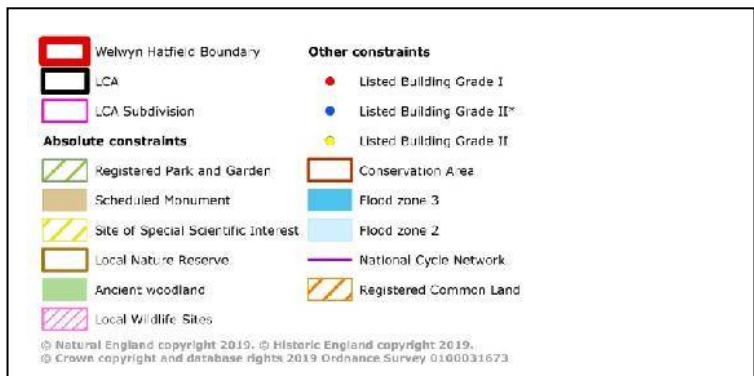 Welwyn Hatfield Boundary
LCA
LCA Subdivision
Absolute constraints
Registered Park and Garden
Scheduled Monument
Site of Special Scientific Interest
Local Nature Reserve
Ancient woodland
Local Wildlife Sites
Other constraints
Listed Building Grade I
Listed Building Grade II*
Listed Building Grade II
Conservation Area
Flood zone 3
Flood zone 2
National Cycle Network
Registered Common Land
© Natural England copyright 2019. © Historic England copyright 2019.
© Crown copyright and database rights 2019 Ordnance Survey 0100031673